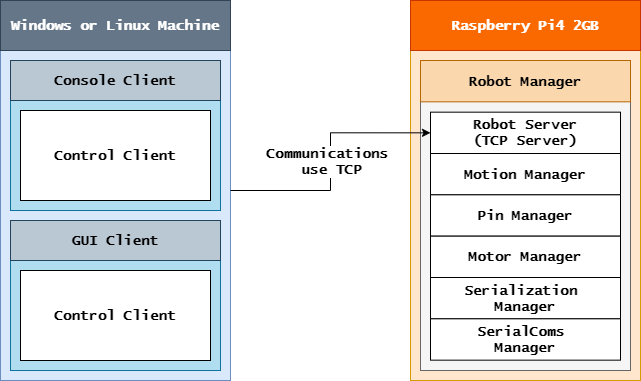 Windows or Linux Machine
Console Client
Control Client
GUI Client
Control Client
Communications
use TCP
Raspberry Pi4 2GB
Robot Manager
Robot Server
(TCP Server)
Motion Manager
Pin Manager
Motor Manager
Serialization
Manager
SerialComs
Manager